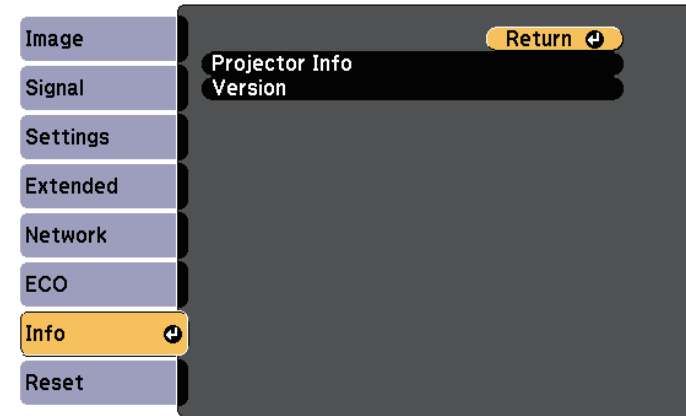 Image
Signal
Settings
Extended
Network
ECO
Info
Reset
Return
Projector Info
Version